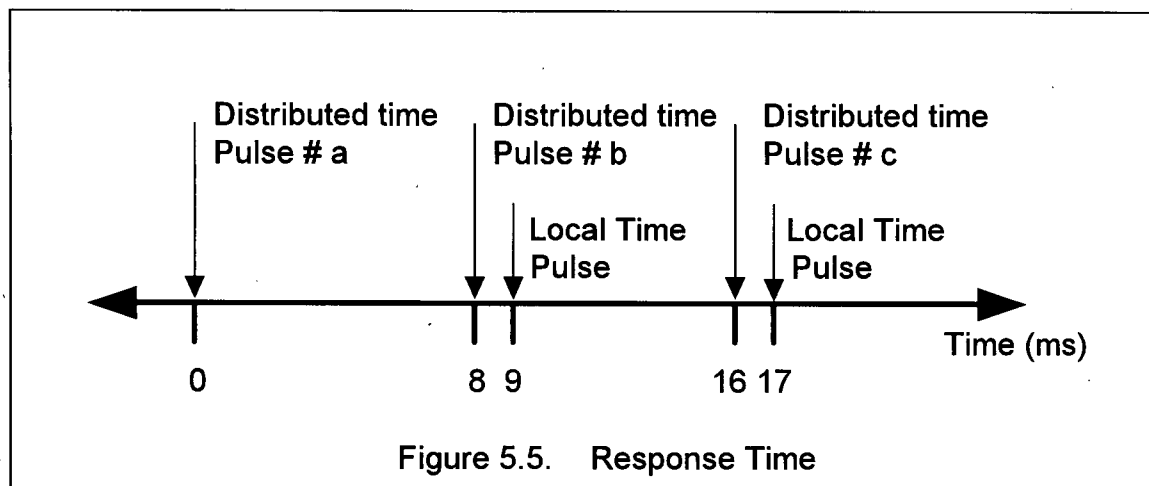 Distributed time
Pulse # a
Distributed time
Pulse # b
Distributed time
Pulse # c
Local Time
Pulse
Local Time
Pulse
Time (ms)
0
8
9
16
17
Figure 5.5. Response Time